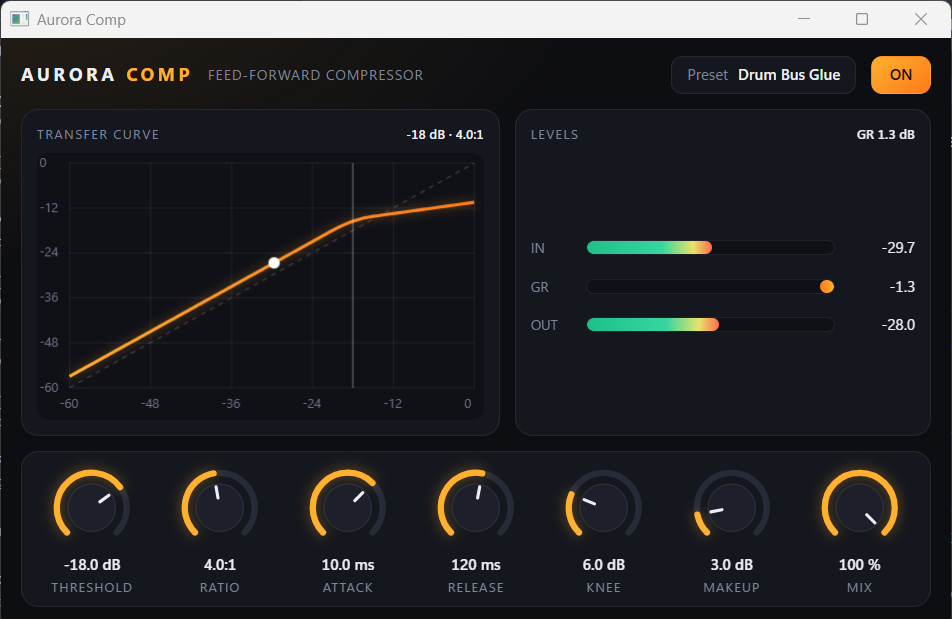 Aurora Comp
AURORA COMP FEED-FORWARD COMPRESSOR
Preset Drum Bus Glue
ON
TRANSFER CURVE -18 dB · 4.0:1
0
-12
-24
-36
-48
-60
-60 -48 -36 -24 -12 0
LEVELS GR 1.3 dB
IN -29.7
GR -1.3
OUT -28.0
-18.0 dB 4.0:1 10.0 ms 120 ms 6.0 dB 3.0 dB 100 %
THRESHOLD RATIO ATTACK RELEASE KNEE MAKEUP MIX